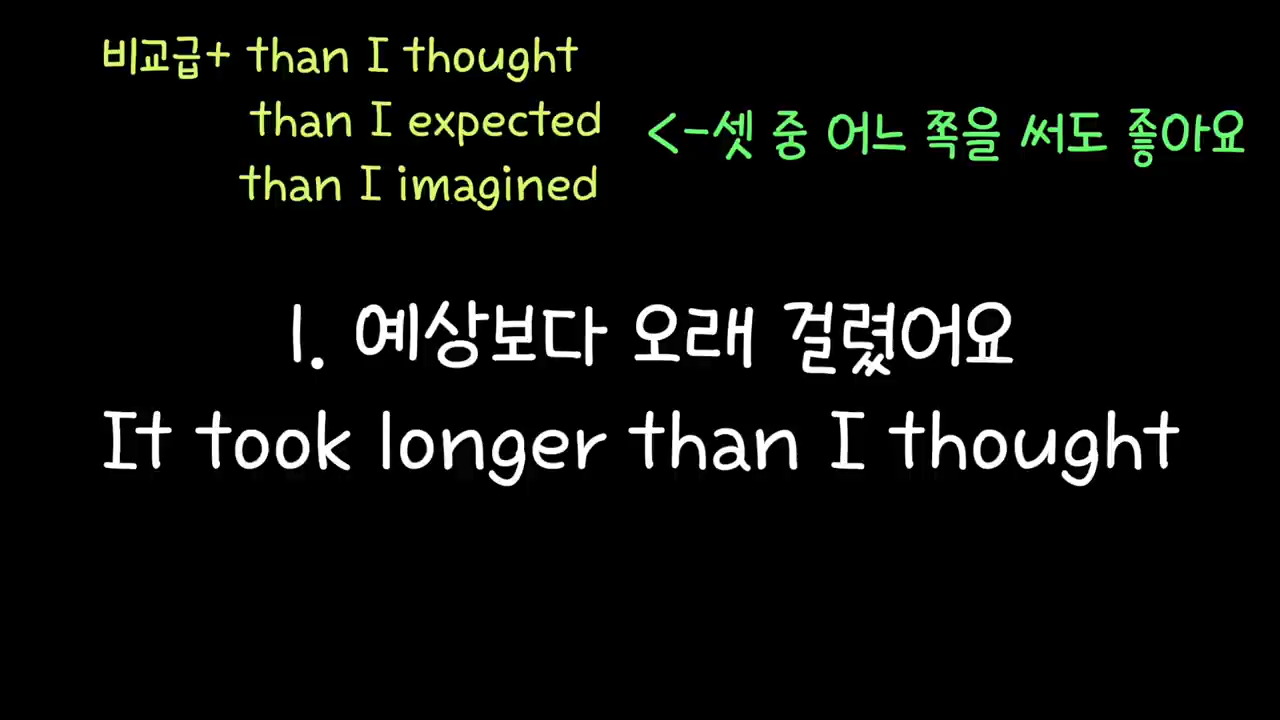 비교급+ than I thought
than I expected
<-셋 중 어느 쪽을 써도 좋아요
than I imagined
1. 예상보다 오래 걸렸어요
It took longer than I thought